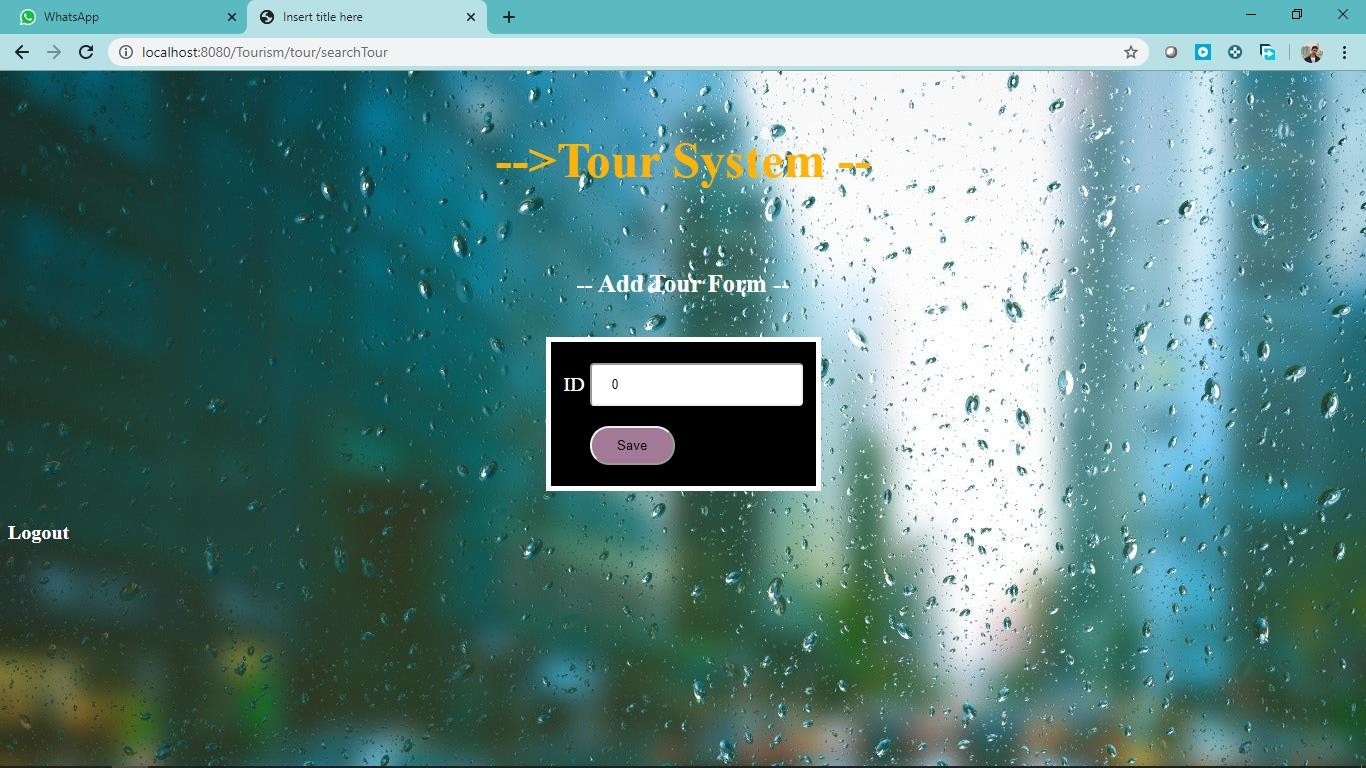 WhatsApp
Insert title here
localhost:8080/Tourism/tour/searchTour
-->Tour System --
-- Add Tour Form --
ID 0
Save
Logout